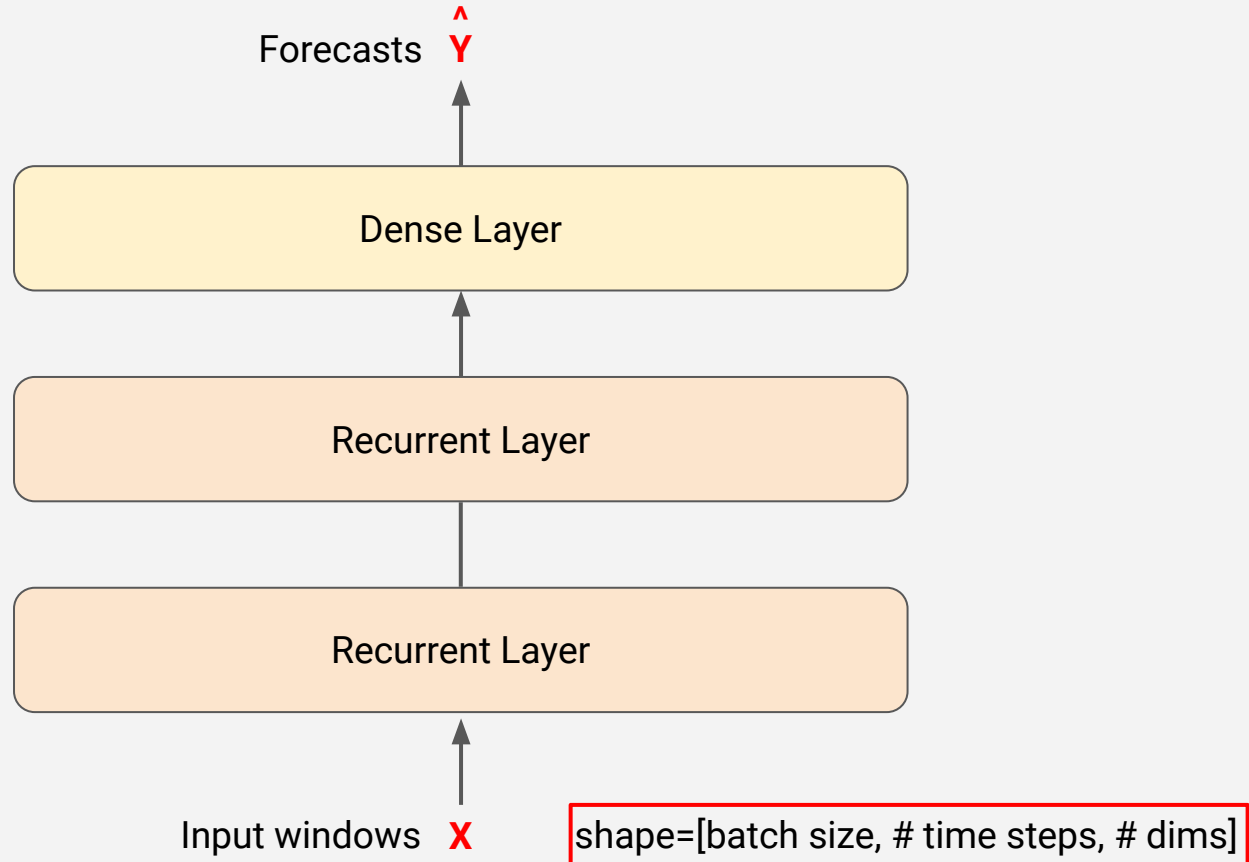 Forecasts Ŷ
Dense Layer
Recurrent Layer
Recurrent Layer
Input windows X shape=[batch size, # time steps, # dims]